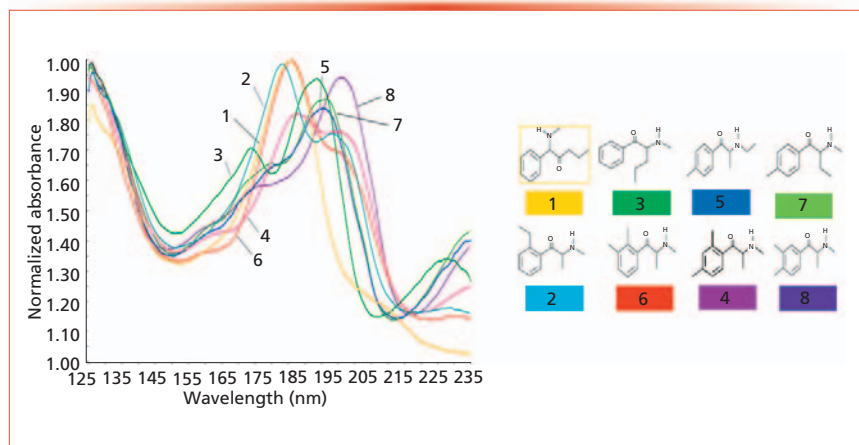 Normalized absorbance
1.00
1.90
1.80
1.70
1.60
1.50
1.40
1.30
1.20
1.10
1.00
125 135 145 155 165 175 185 195 205 215 225 235
Wavelength (nm)
2
1
3
4
6
5
8
7
H
N
O
1
O
H
N
3
O
H
N
5
O
H
N
7
O
H
N
2
O
H
N
6
O
H
N
4
O
H
N
8